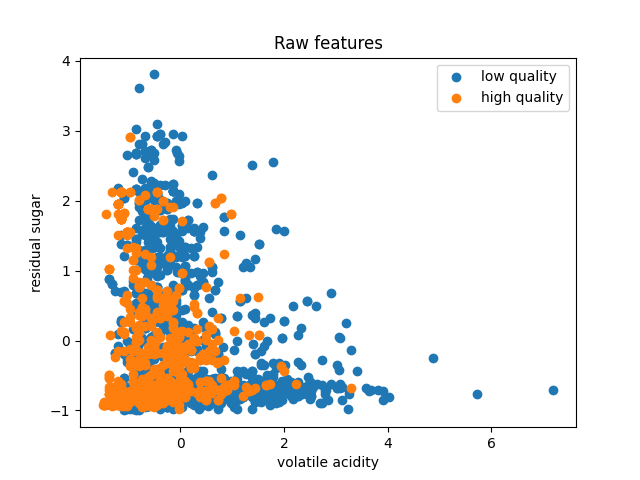 Raw features
low quality
high quality
4
3
2
1
0
−1
residual sugar
0
2
4
6
volatile acidity